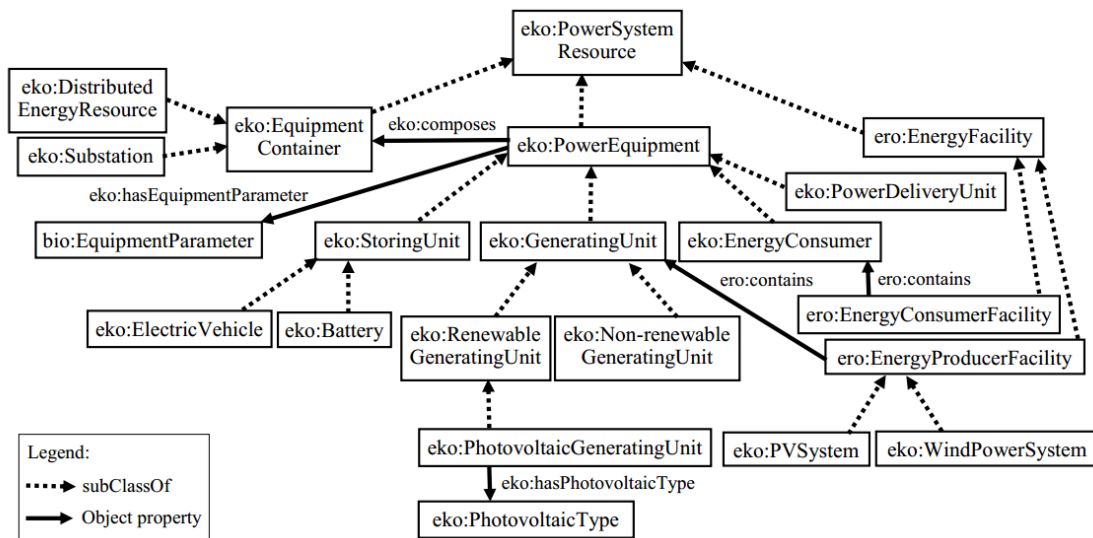 eko:PowerSystem
Resource
eko:Distributed
EnergyResource
eko:Equipment
Container
eko:composes
eko:PowerEquipment
ero:EnergyFacility
eko:Substation
eko:hasEquipmentParameter
eko:PowerDeliveryUnit
bio:EquipmentParameter
eko:StoringUnit
eko:GeneratingUnit
eko:EnergyConsumer
ero:contains
ero:contains
eko:ElectricVehicle
eko:Battery
eko:Renewable
GeneratingUnit
eko:Non-renewable
GeneratingUnit
ero:EnergyConsumerFacility
ero:EnergyProducerFacility
eko:PhotovoltaicGeneratingUnit
eko:PVSystem
eko:WindPowerSystem
eko:hasPhotovoltaicType
eko:PhotovoltaicType
Legend:
subClassOf
Object property